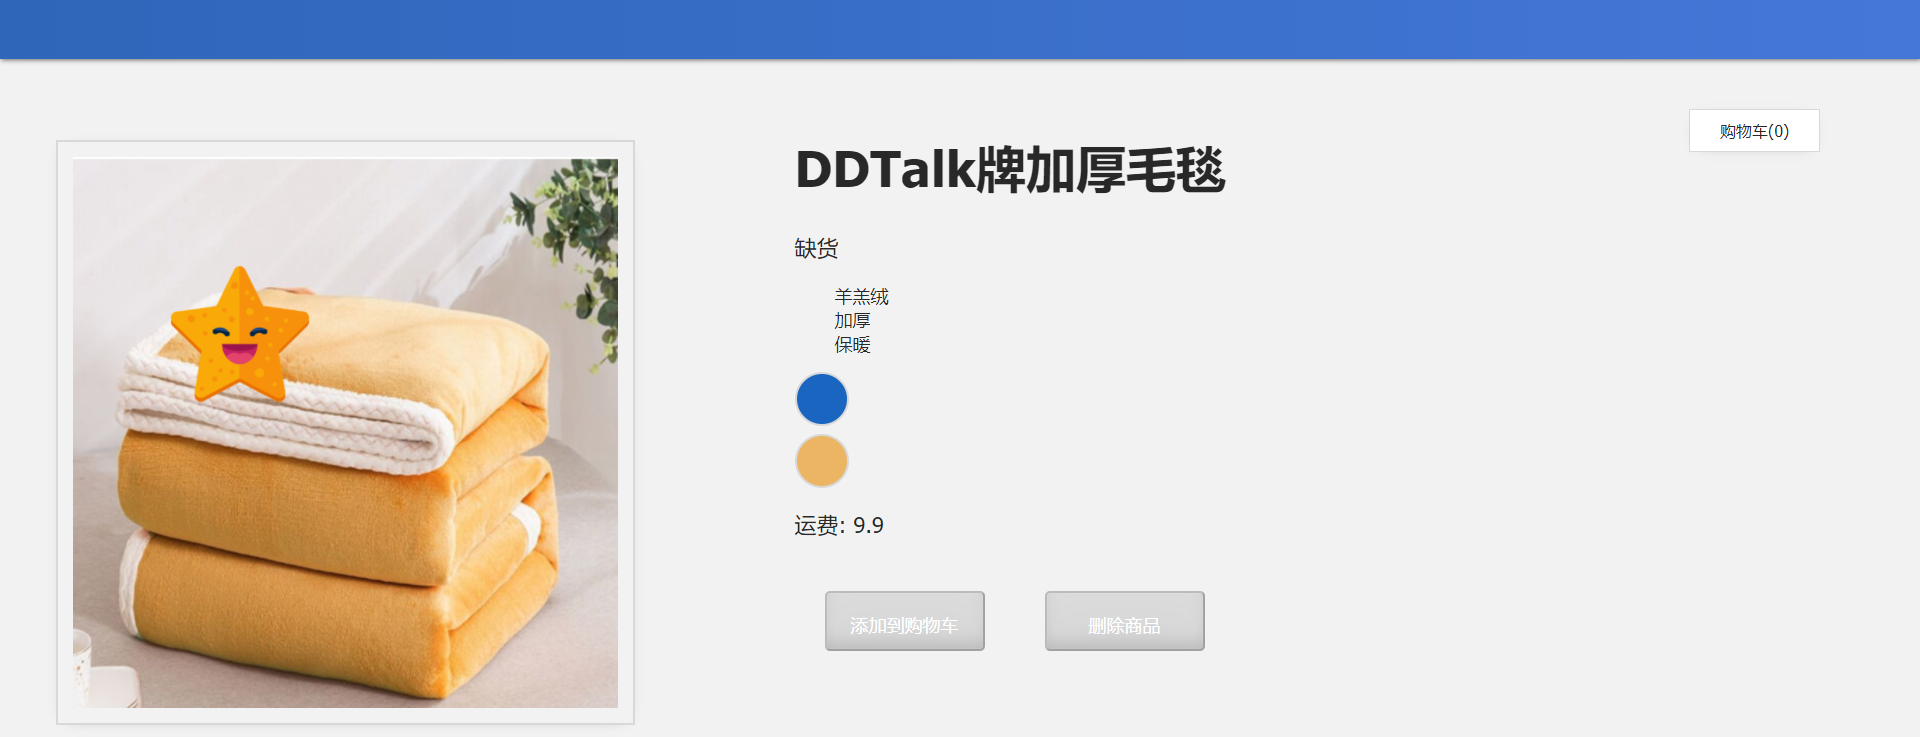 购物车(0)
DDTalk牌加厚毛毯
缺货
羊羔绒
加厚
保暖
运费: 9.9
添加到购物车
删除商品